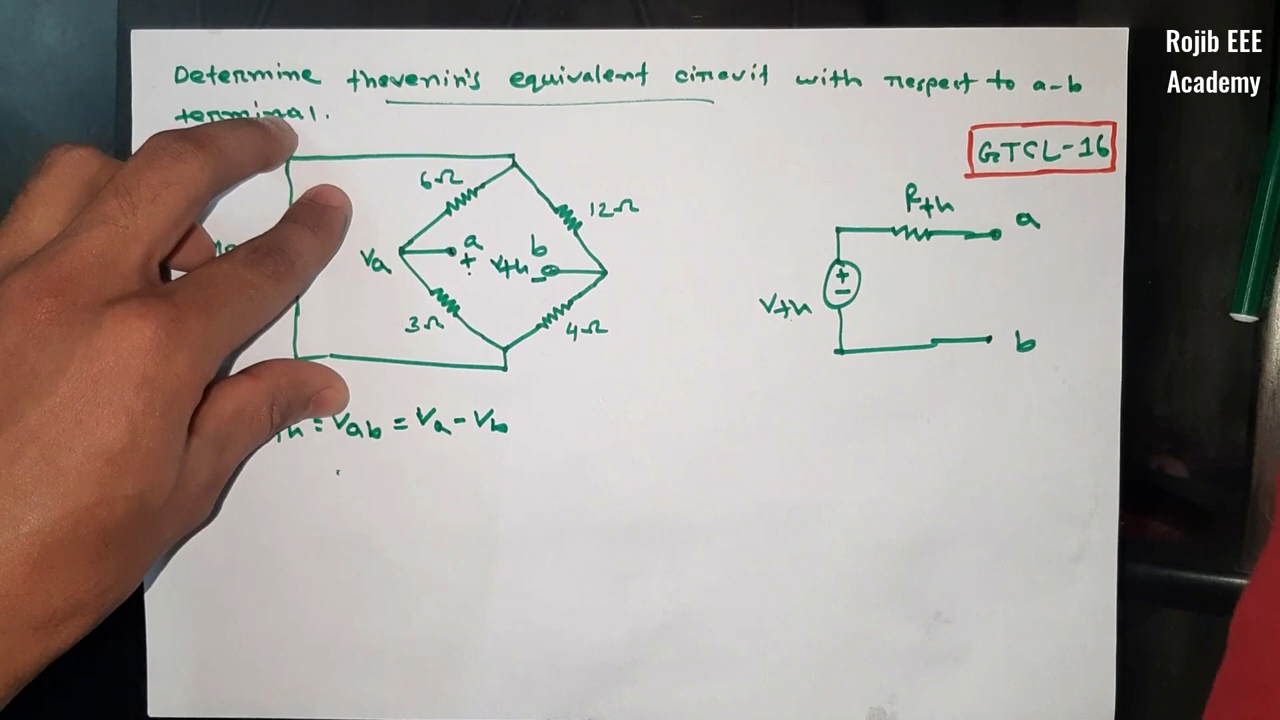 Rojib EEE
Academy
Determine thevenin's equivalent circuit with respect to a-b
terminal.
GTCL-16
6Ω
12Ω
Va
a
+
Vth
b
-
3Ω
4Ω
Rth
a
+
-
Vth
b
= Vab = Va - Vb